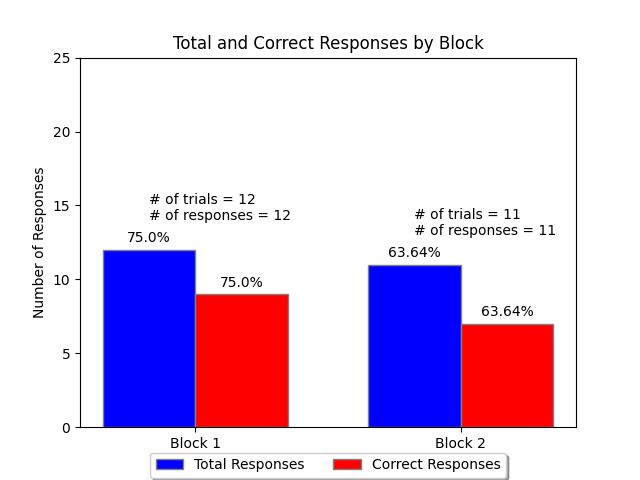 Total and Correct Responses by Block
25
20
15
10
5
0
Number of Responses
# of trials = 12
# of responses = 12
75.0%
75.0%
# of trials = 11
# of responses = 11
63.64%
63.64%
Block 1
Block 2
Total Responses
Correct Responses